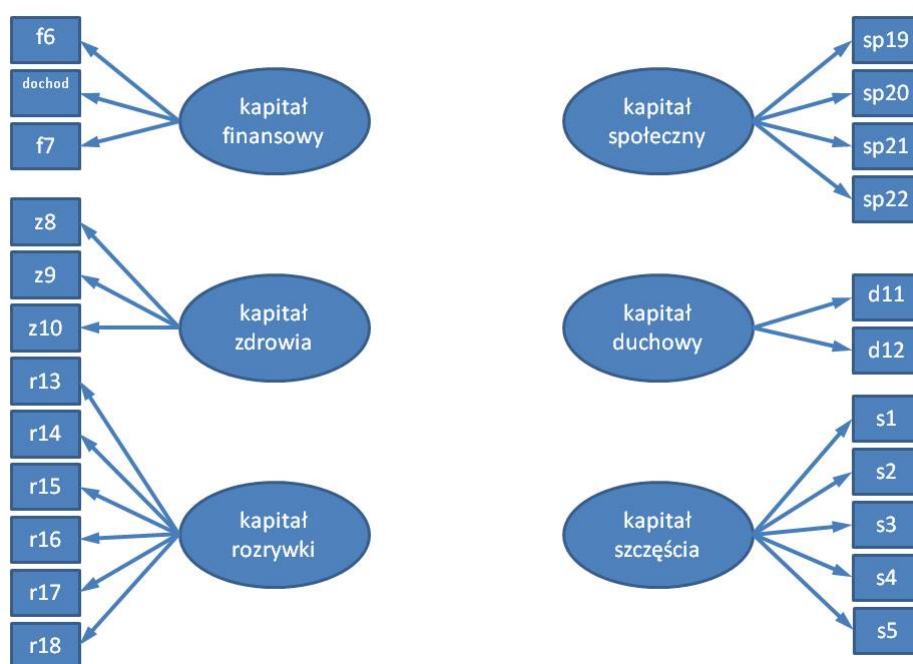 f6
dochod
f7
kapitał
finansowy
z8
z9
z10
kapitał
zdrowia
r13
r14
r15
r16
r17
r18
kapitał
rozrywki
kapitał
społeczny
sp19
sp20
sp21
sp22
kapitał
duchowy
d11
d12
kapitał
szczęścia
s1
s2
s3
s4
s5